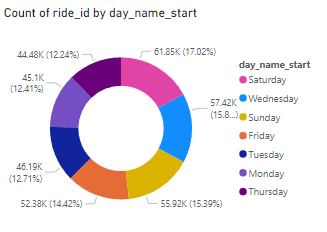 Count of ride_id by day_name_start
44.48K (12.24%)
61.85K (17.02%)
45.1K
(12.41%)
57.42K
(15.8...)
46.19K
(12.71%)
52.38K (14.42%)
55.92K (15.39%)
day_name_start
Saturday
Wednesday
Sunday
Friday
Tuesday
Monday
Thursday